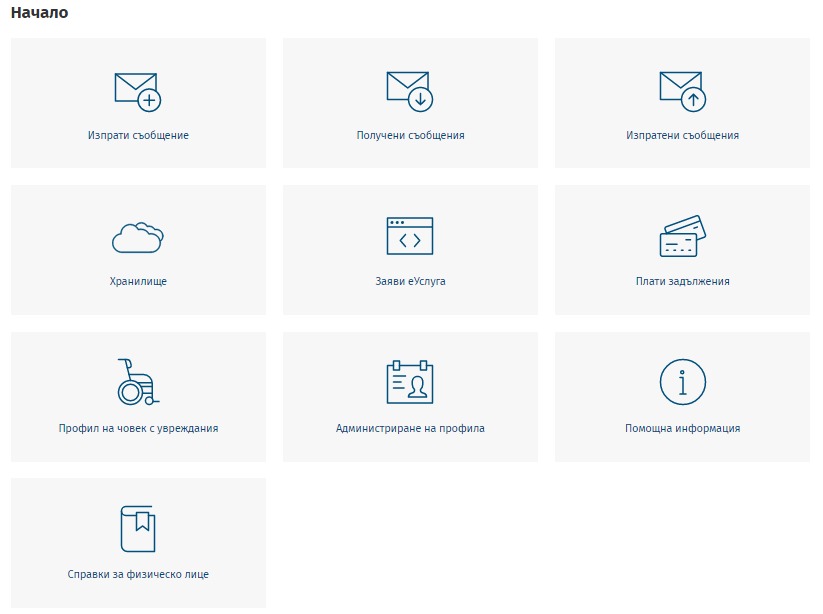 Начало
Изпрати съобщение
Получени съобщения
Изпратени съобщения
Хранилище
Заяви еУслуга
Плати задължения
Профил на човек с увреждания
Администриране на профила
Помощна информация
Справки за физическо лице